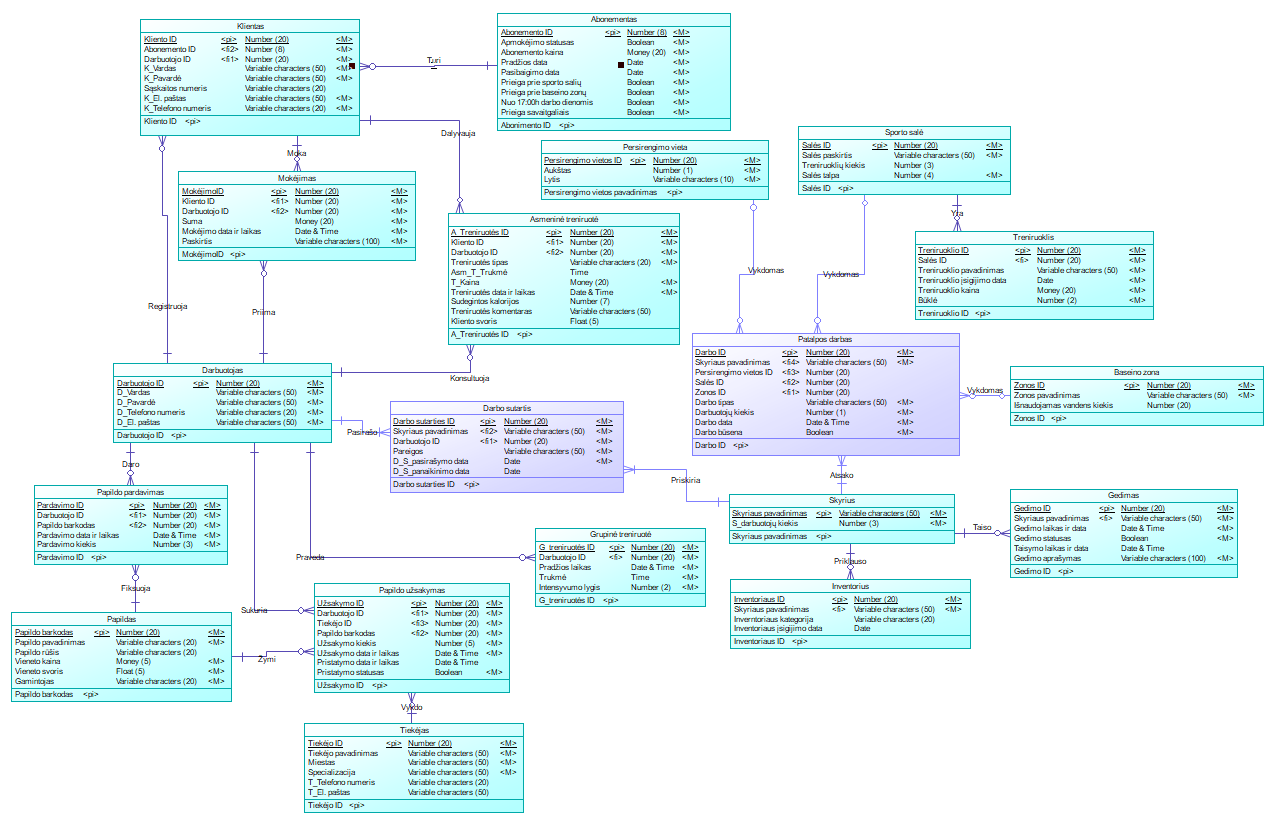 Klientas
Kliento ID <pi> Number (20) <M>
Abonemento ID <fi2> Number (8) <M>
Darbuotojo ID <fi1> Number (20) <M>
K_Vardas Variable characters (50) <M>
K_Pavardė Variable characters (50) <M>
Sąskaitos numeris Variable characters (20)
K_El. paštas Variable characters (50) <M>
K_Telefono numeris Variable characters (20) <M>
Kliento ID <pi>
Abonementas
Abonemento ID <pi> Number (8) <M>
Apmokėjimo statusas Boolean <M>
Abonemento kaina Money (20) <M>
Pradžios data Date <M>
Pasibaigimo data Date <M>
Prieiga prie sporto salių Boolean <M>
Prieiga prie baseino zonų Boolean <M>
Nuo 17:00h darbo dienomis Boolean <M>
Prieiga savaitgaliais Boolean <M>
Abonimento ID <pi>
Turi
Dalyvauja
Moka
Persirengimo vieta
Persirengimo vietos ID <pi> Number (20) <M>
Aukštas Number (1) <M>
Lytis Variable characters (10) <M>
Persirengimo vietos pavadinimas <pi>
Sporto salė
Salės ID <pi> Number (20) <M>
Salės paskirtis Variable characters (50) <M>
Treniruoklių kiekis Number (3)
Salės talpa Number (4) <M>
Salės ID <pi>
Mokėjimas
MokėjimoID <pi> Number (20) <M>
Kliento ID <fi1> Number (20) <M>
Darbuotojo ID <fi2> Number (20) <M>
Suma Money (20) <M>
Mokėjimo data ir laikas Date & Time <M>
Paskirtis Variable characters (100) <M>
MokėjimoID <pi>
Asmeninė treniruotė
A_Treniruotės ID <pi> Number (20) <M>
Kliento ID <fi1> Number (20) <M>
Darbuotojo ID <fi2> Number (20) <M>
Treniruotės tipas Variable characters (20) <M>
Asm_T_Trukmė Time
T_Kaina Money (20) <M>
Treniruotės data ir laikas Date & Time <M>
Sudegintos kalorijos Number (7)
Treniruotės komentaras Variable characters (50)
Kliento svoris Float (5)
A_Treniruotės ID <pi>
Yra
Treniruoklis
Treniruoklio ID <pi> Number (20) <M>
Salės ID <fi> Number (20) <M>
Treniruoklio pavadinimas Variable characters (50) <M>
Treniruoklio įsigijimo data Date <M>
Treniruoklio kaina Money (20) <M>
Būklė Number (2) <M>
Treniruoklio ID <pi>
Vykdomas
Vykdomas
Registruoja
Priima
Konsultuoja
Patalpos darbas
Darbo ID <pi> Number (20) <M>
Skyriaus pavadinimas <fi4> Variable characters (50) <M>
Persirengimo vietos ID <fi3> Number (20)
Salės ID <fi2> Number (20)
Zonos ID <fi1> Number (20)
Darbo tipas Variable characters (50) <M>
Darbuotojų kiekis Number (1) <M>
Darbo data Date & Time <M>
Darbo būsena Boolean <M>
Darbo ID <pi>
Vykdomas
Baseino zona
Zonos ID <pi> Number (20) <M>
Zonos pavadinimas Variable characters (50) <M>
Išnaudojamas vandens kiekis Number (20)
Zonos ID <pi>
Darbuotojas
Darbuotojo ID <pi> Number (20) <M>
D_Vardas Variable characters (50) <M>
D_Pavardė Variable characters (50) <M>
D_Telefono numeris Variable characters (20) <M>
D_El. paštas Variable characters (50) <M>
Darbuotojo ID <pi>
Pasirašo
Darbo sutartis
Darbo sutarties ID <pi> Number (20) <M>
Skyriaus pavadinimas <fi2> Variable characters (50) <M>
Darbuotojo ID <fi1> Number (20) <M>
Pareigos Variable characters (50) <M>
D_S_pasirašymo data Date <M>
D_S_panaikinimo data Date
Darbo sutarties ID <pi>
Priskiria
Atsako
Skyrius
Skyriaus pavadinimas <pi> Variable characters (50) <M>
S_darbuotojų kiekis Number (3) <M>
Skyriaus pavadinimas <pi>
Taiso
Gedimas
Gedimo ID <pi> Number (20) <M>
Skyriaus pavadinimas <fi> Variable characters (50) <M>
Gedimo laikas ir data Date & Time <M>
Gedimo statusas Boolean <M>
Taisymo laikas ir data Date & Time
Gedimo aprašymas Variable characters (100) <M>
Gedimo ID <pi>
Daro
Papildo pardavimas
Pardavimo ID <pi> Number (20) <M>
Darbuotojo ID <fi1> Number (20) <M>
Papildo barkodas <fi2> Number (20) <M>
Pardavimo data ir laikas Date & Time <M>
Pardavimo kiekis Number (3) <M>
Pardavimo ID <pi>
Praveda
Grupinė treniruotė
G_treniruotės ID <pi> Number (20) <M>
Darbuotojo ID <fi> Number (20) <M>
Pradžios laikas Date & Time <M>
Trukmė Time <M>
Intensyvumo lygis Number (2) <M>
G_treniruotės ID <pi>
Priklauso
Inventorius
Inventoriaus ID <pi> Number (20) <M>
Skyriaus pavadinimas <fi> Variable characters (50) <M>
Inverntoriaus kategorija Variable characters (20) <M>
Inventoriaus įsigijimo data Date
Inventoriaus ID <pi>
Fiksuoja
Sukuria
Žymi
Papildas
Papildo barkodas <pi> Number (20) <M>
Papildo pavadinimas Variable characters (20) <M>
Papildo rūšis Variable characters (20)
Vieneto kaina Money (5) <M>
Vieneto svoris Float (5) <M>
Gamintojas Variable characters (20) <M>
Papildo barkodas <pi>
Papildo užsakymas
Užsakymo ID <pi> Number (20) <M>
Darbuotojo ID <fi1> Number (20) <M>
Tiekėjo ID <fi3> Number (20) <M>
Papildo barkodas <fi2> Number (20) <M>
Užsakymo kiekis Number (5) <M>
Užsakymo data ir laikas Date & Time <M>
Pristatymo data ir laikas Date & Time
Pristatymo statusas Boolean <M>
Užsakymo ID <pi>
Vykdo
Tiekėjas
Tiekėjo ID <pi> Number (20) <M>
Tiekėjo pavadinimas Variable characters (50) <M>
Miestas Variable characters (50) <M>
Specializacija Variable characters (50) <M>
T_Telefono numeris Variable characters (20)
T_El. paštas Variable characters (50)
Tiekėjo ID <pi>